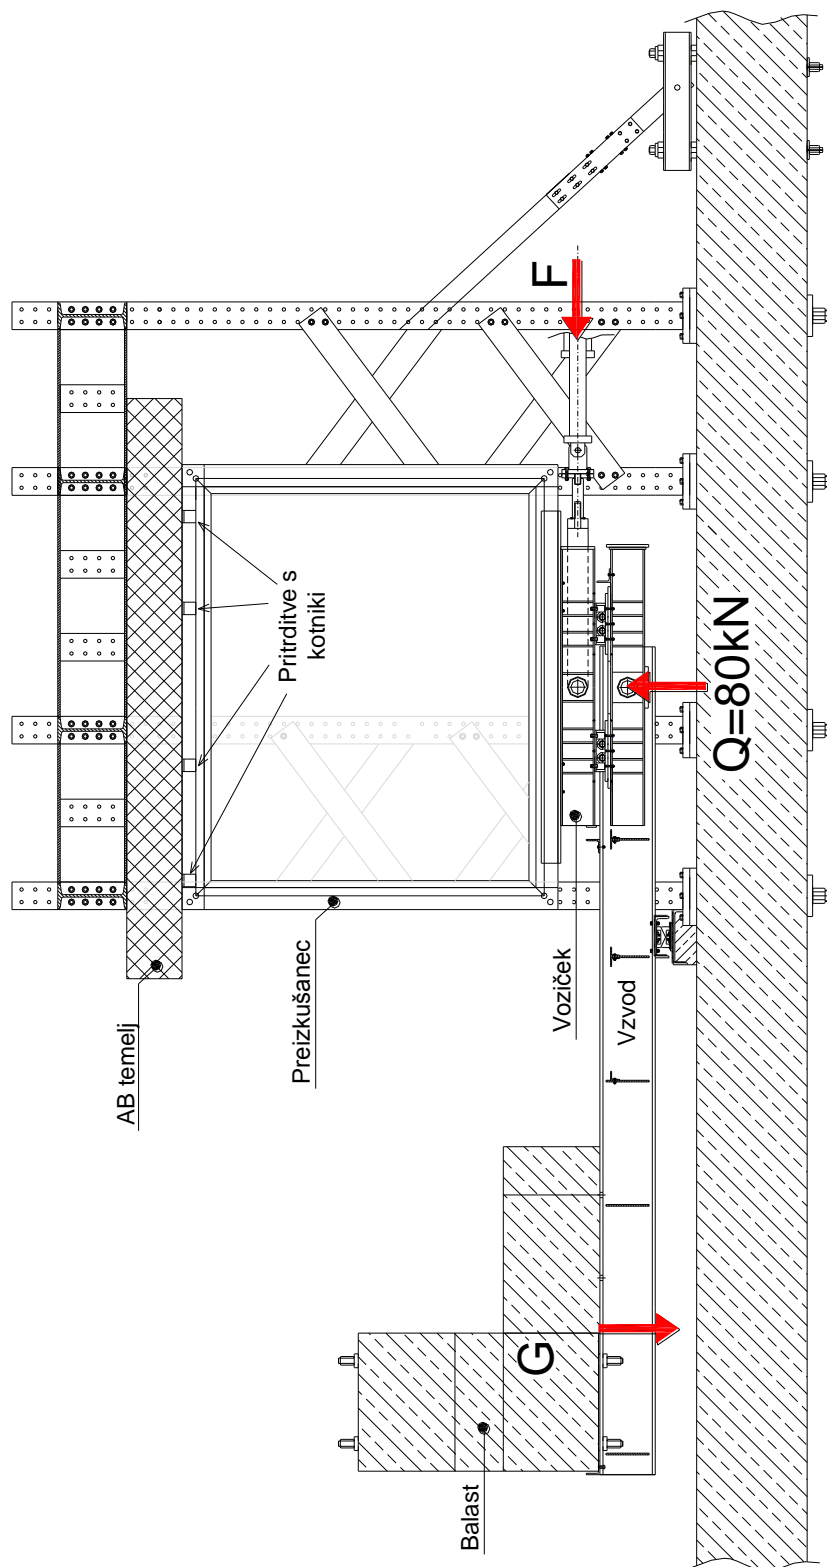 AB temelj
Pritrditve s
kotniki
Preizkušanec
F
Voziček
Vzvod
Q=80kN
G
Balast